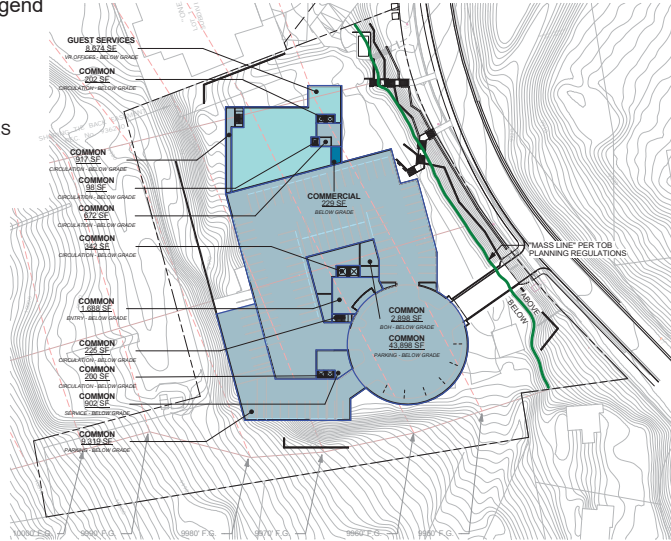 gend
GUEST SERVICES
8,674 SF
VR OFFICES - BELOW GRADE
COMMON
202 SF
CIRCULATION - BELOW GRADE
s
COMMON
917 SF
CIRCULATION - BELOW GRADE
COMMON
98 SF
CIRCULATION - BELOW GRADE
COMMON
672 SF
CIRCULATION - BELOW GRADE
COMMON
342 SF
CIRCULATION - BELOW GRADE
COMMERCIAL
229 SF
BELOW GRADE
"MASS LINE" PER TOB
PLANNING REGULATIONS
ABOVE
BELOW
COMMON
1,688 SF
ENTRY - BELOW GRADE
COMMON
2,898 SF
BOH - BELOW GRADE
COMMON
43,898 SF
PARKING - BELOW GRADE
COMMON
225 SF
CIRCULATION - BELOW GRADE
COMMON
200 SF
CIRCULATION - BELOW GRADE
COMMON
902 SF
SERVICE - BELOW GRADE
COMMON
9,319 SF
PARKING - BELOW GRADE
9990' F.G.
9980' F.G.
9970' F.G.
9960' F.G.